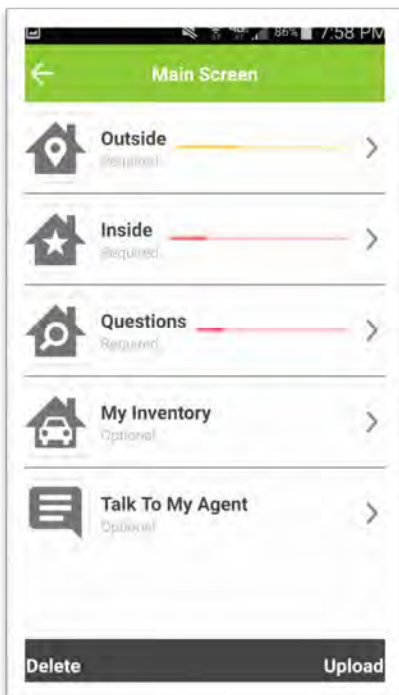 86% 7:58 PM
Main Screen
Outside
Required
Inside
Required
Questions
Required
My Inventory
Optional
Talk To My Agent
Optional
Delete Upload